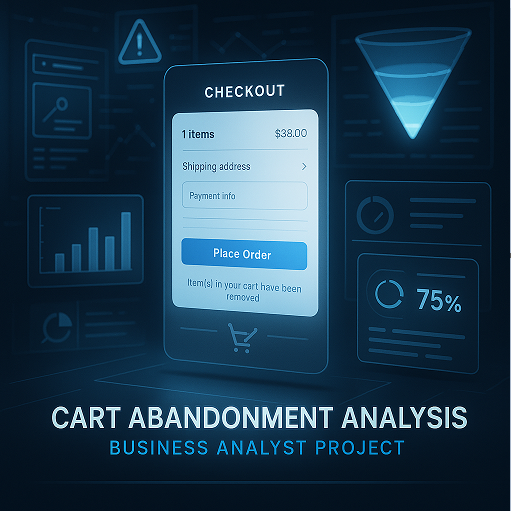 CHECKOUT
1 items $38.00
Shipping address >
Payment info
Place Order
Item(s) in your cart have been
removed
75%
CART ABANDONMENT ANALYSIS
BUSINESS ANALYST PROJECT